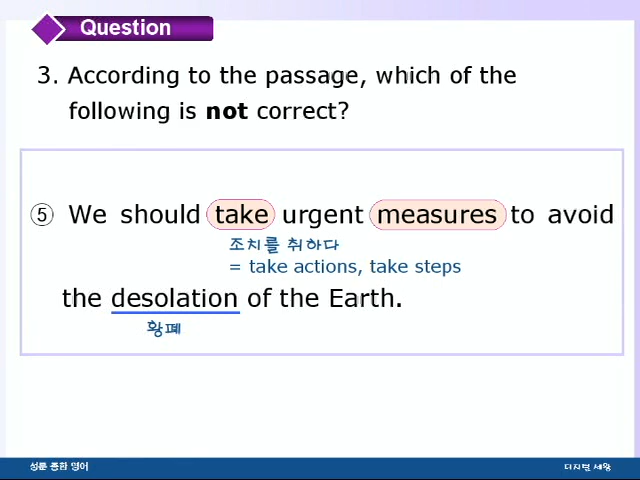 Question
3. According to the passage, which of the
following is not correct?
⑤ We should take urgent measures to avoid
조치를 취하다
= take actions, take steps
the desolation of the Earth.
황폐
성문 종합 영어
디지털 세왕